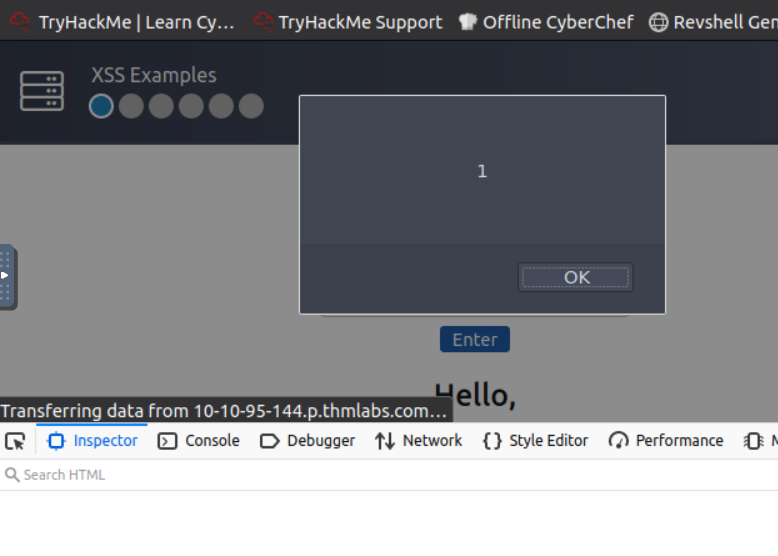 TryHackMe | Learn Cy… TryHackMe Support Offline CyberChef Revshell Gen
XSS Examples
1
OK
Enter
Hello,
Transferring data from 10-10-95-144.p.thmlabs.com…
Inspector Console Debugger Network Style Editor Performance M
Search HTML